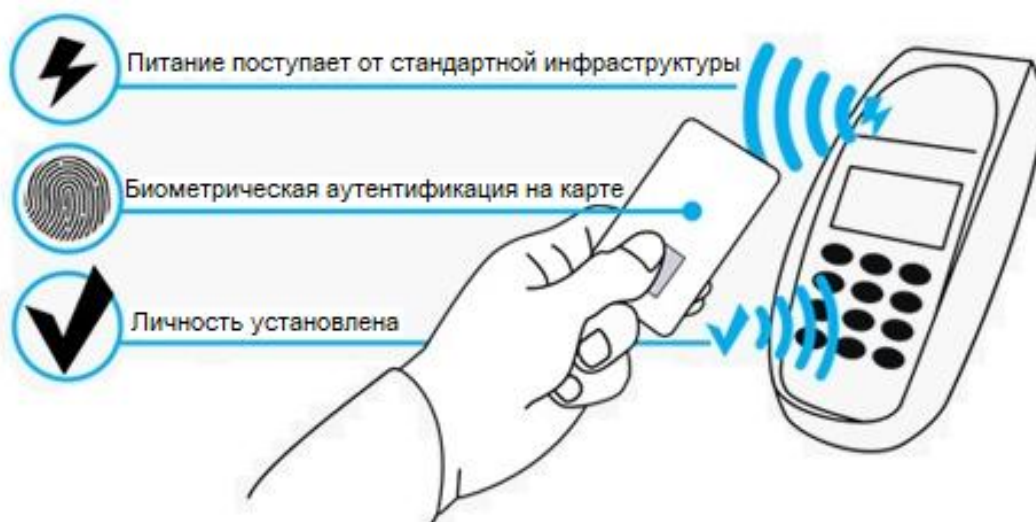 Питание поступает от стандартной инфраструктуры
Биометрическая аутентификация на карте
Личность установлена